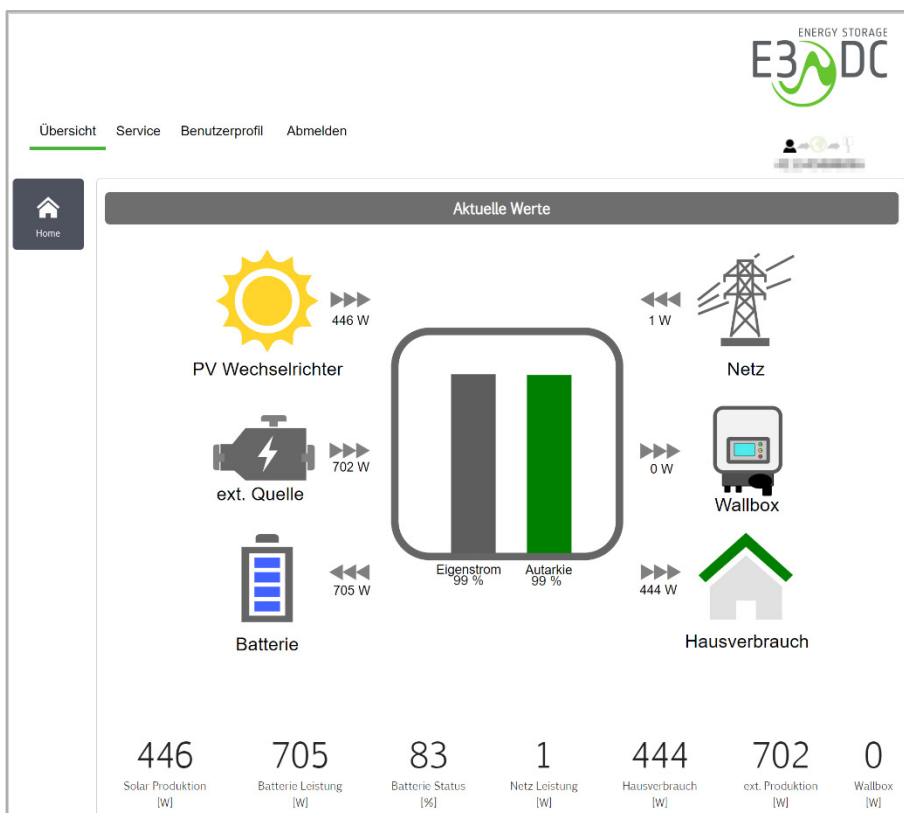 ENERGY STORAGE
E3 DC
Übersicht Service Benutzerprofil Abmelden
Home
Aktuelle Werte
446 W
1 W
PV Wechselrichter
Netz
702 W
0 W
ext. Quelle
Wallbox
705 W
Eigenstrom
99 %
Autarkie
99 %
444 W
Batterie
Hausverbrauch
446
Solar Produktion
[W]
705
Batterie Leistung
[W]
83
Batterie Status
[%]
1
Netz Leistung
[W]
444
Hausverbrauch
[W]
702
ext. Produktion
[W]
0
Wallbox
[W]